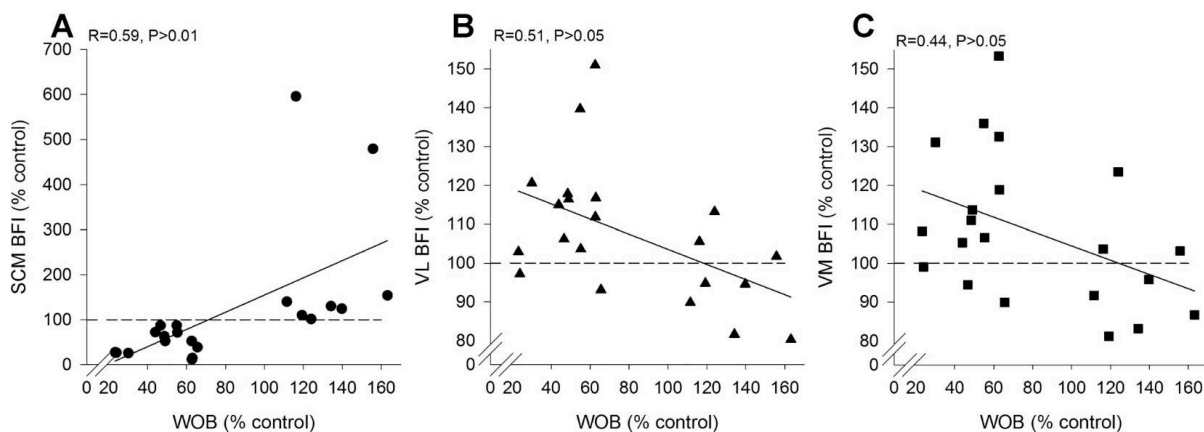 A
R=0.59, P>0.01
700
600
500
400
300
200
100
0
SCM BFI (% control)
0 20 40 60 80 100 120 140 160
WOB (% control)
B
R=0.51, P>0.05
150
140
130
120
110
100
90
80
0
VL BFI (% control)
0 20 40 60 80 100 120 140 160
WOB (% control)
C
R=0.44, P>0.05
150
140
130
120
110
100
90
80
0
VM BFI (% control)
0 20 40 60 80 100 120 140 160
WOB (% control)